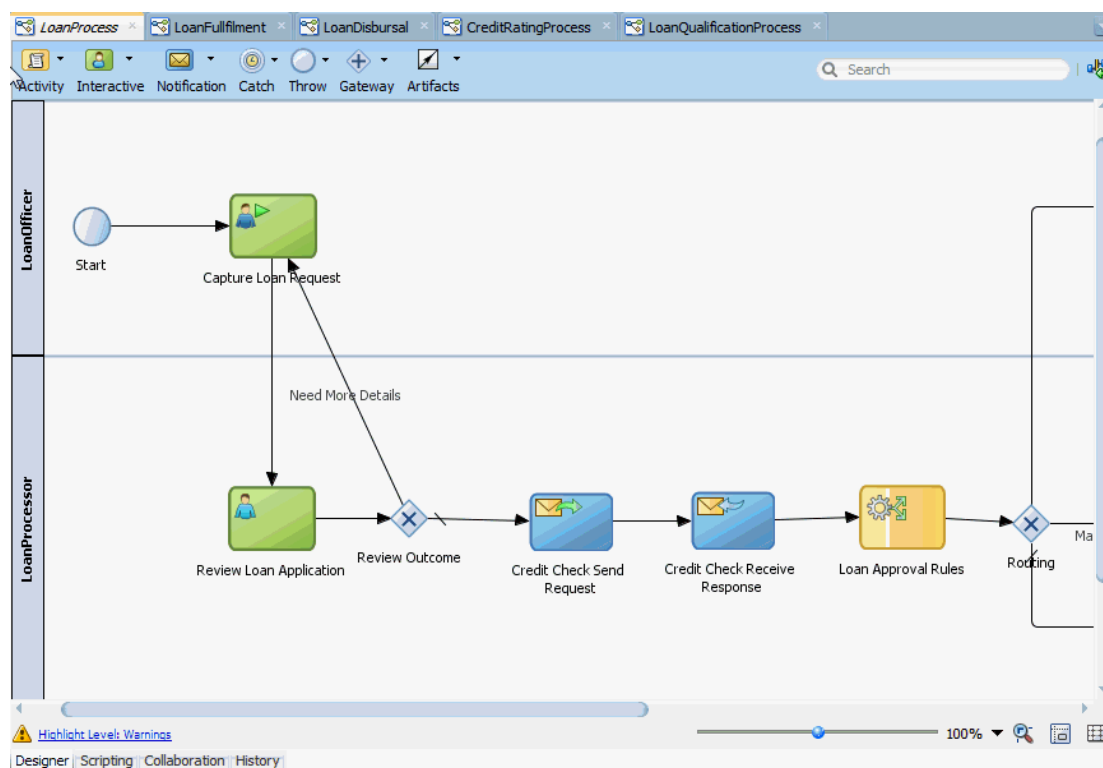 LoanProcess
LoanFullfilment
LoanDisbursal
CreditRatingProcess
LoanQualificationProcess
Activity
Interactive
Notification
Catch
Throw
Gateway
Artifacts
Search
LoanOfficer
Start
Capture Loan Request
Need More Details
LoanProcessor
Review Loan Application
Review Outcome
Credit Check Send
Request
Credit Check Receive
Response
Loan Approval Rules
Routing
Ma
Highlight Level: Warnings
100%
Designer
Scripting
Collaboration
History